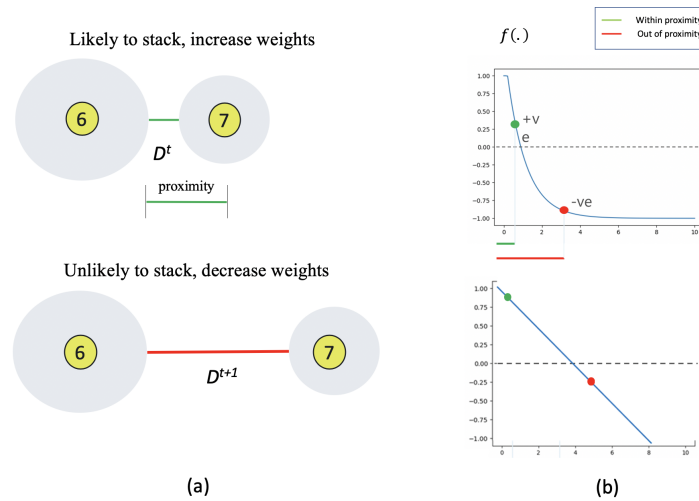 Likely to stack, increase weights
6
7
D^t
proximity
Unlikely to stack, decrease weights
6
7
D^{t+1}
(a)
f(.)
Within proximity
Out of proximity
1.00
0.75
0.50
0.25
0.00
−0.25
−0.50
−0.75
−1.00
+v
e
-ve
0 2 4 6 8 10
1.00
0.75
0.50
0.25
0.00
−0.25
−0.50
−0.75
−1.00
0 2 4 6 8 10
(b)